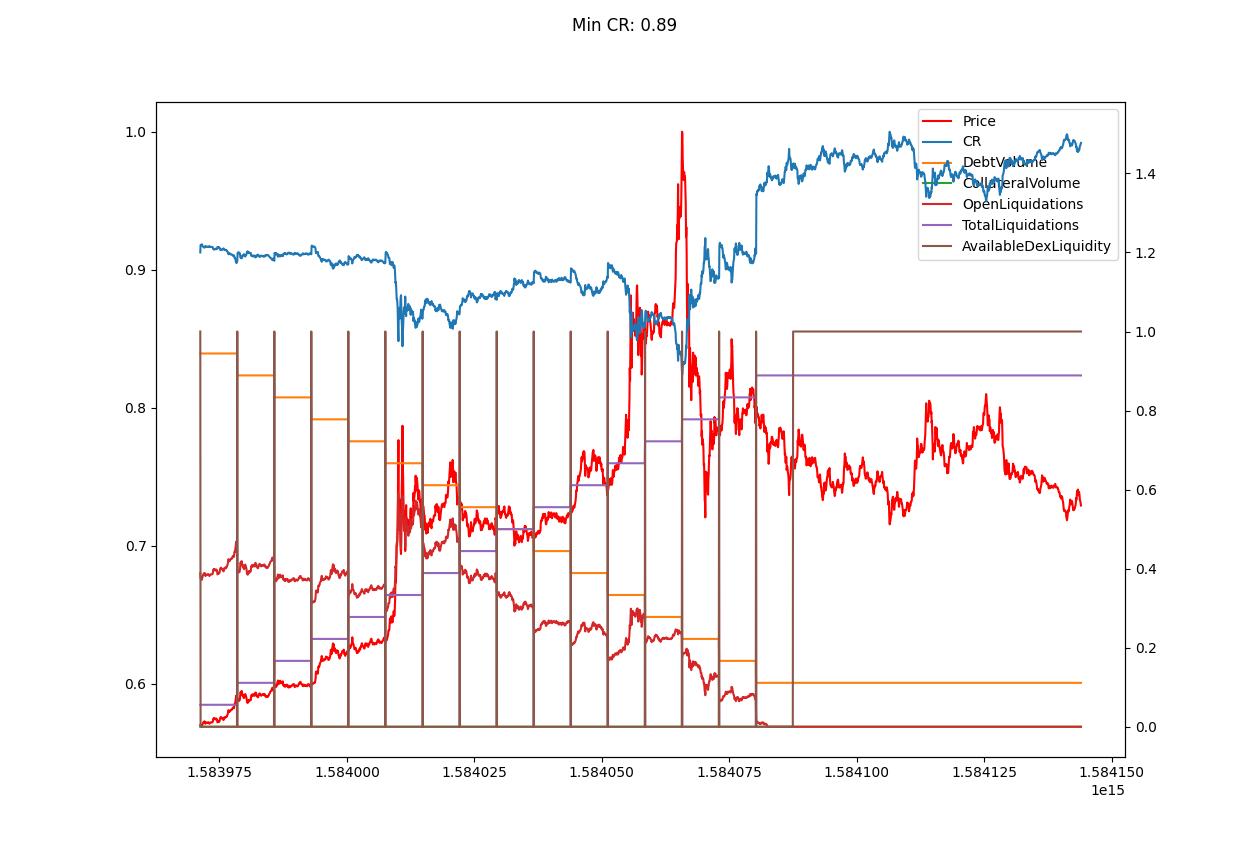 Min CR: 0.89
Price
CR
DebtVolume
CollateralVolume
OpenLiquidations
TotalLiquidations
AvailableDexLiquidity
1.0
0.9
0.8
0.7
0.6
1.4
1.2
1.0
0.8
0.6
0.4
0.2
0.0
1.583975 1.584000 1.584025 1.584050 1.584075 1.584100 1.584125 1.584150
1e15